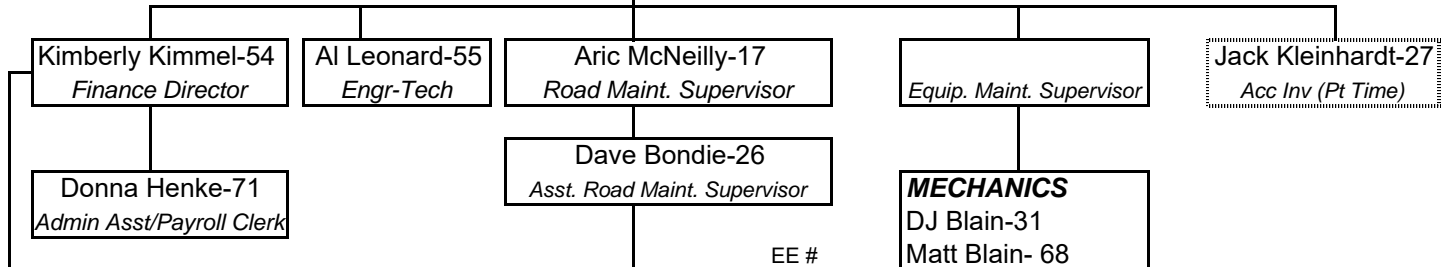 Kimberly Kimmel-54
Finance Director
Al Leonard-55
Engr-Tech
Aric McNeilly-17
Road Maint. Supervisor
Equip. Maint. Supervisor
Jack Kleinhardt-27
Acc Inv (Pt Time)
Donna Henke-71
Admin Asst/Payroll Clerk
Dave Bondie-26
Asst. Road Maint. Supervisor
EE #
MECHANICS
DJ Blain-31
Matt Blain- 68